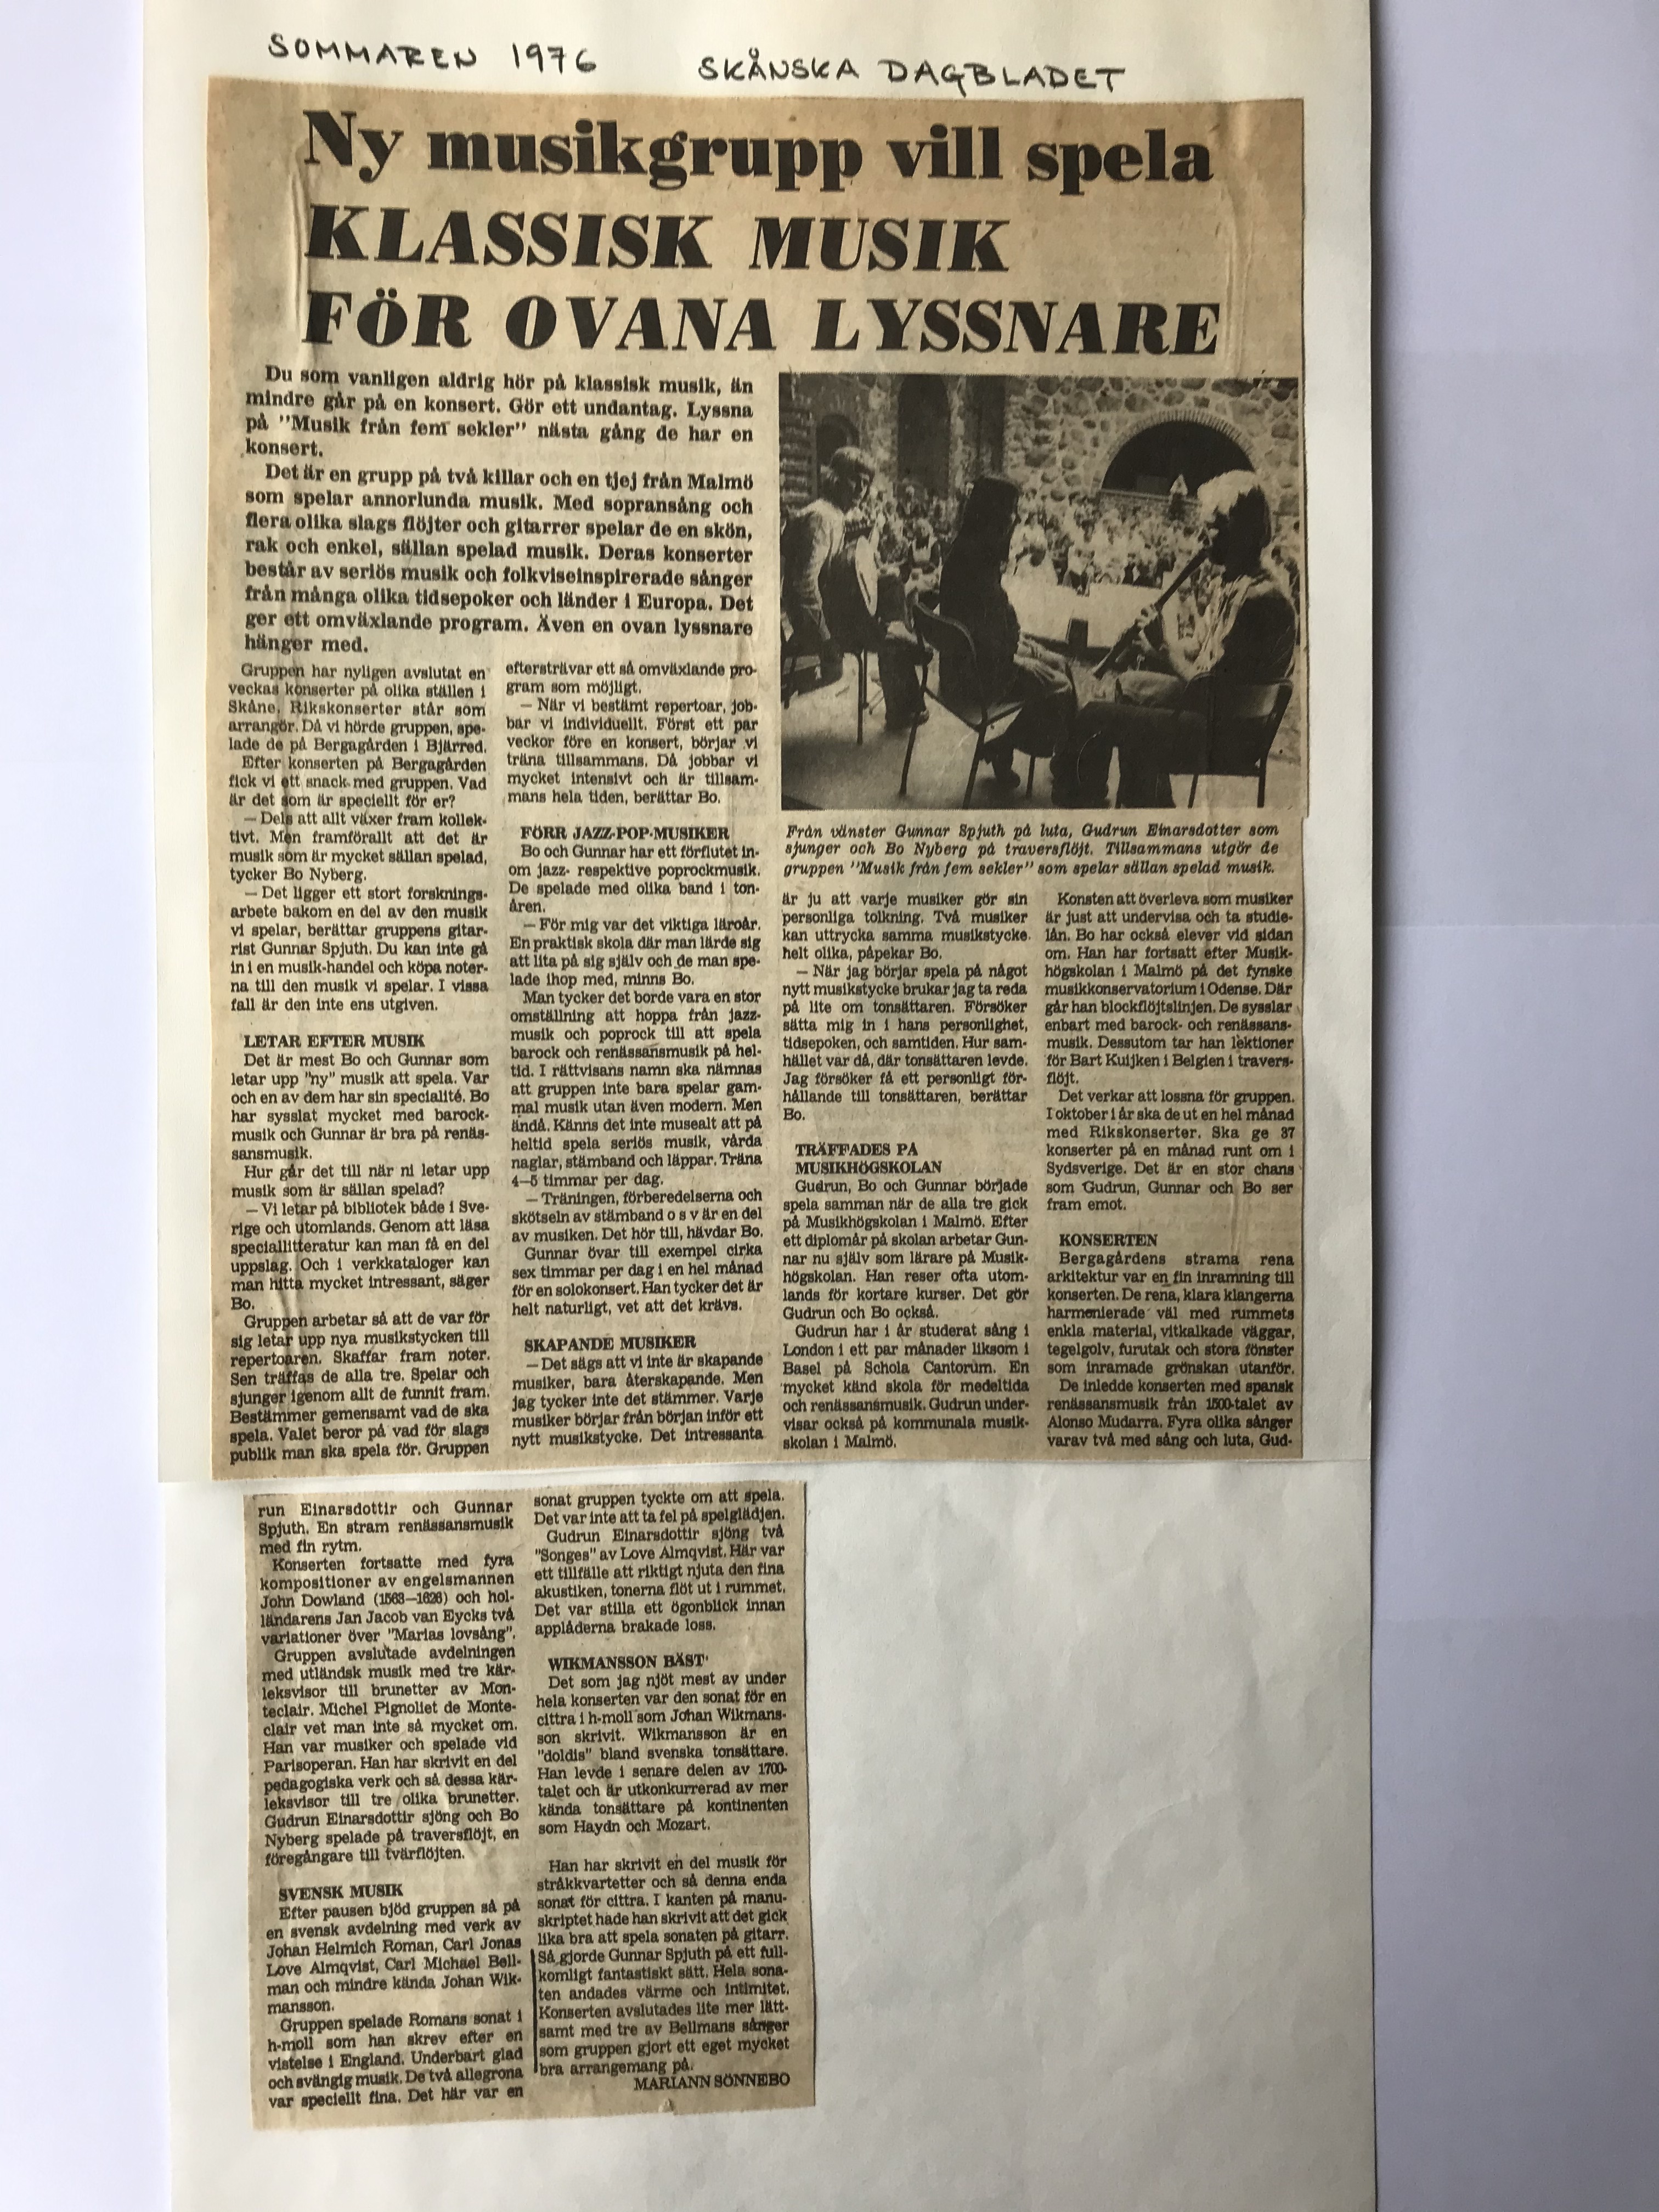 SOMMAREN 1976 SKÅNSKA DAGBLADET
Ny musikgrupp vill spela
KLASSISK MUSIK
FÖR OVANA LYSSNARE
Du som vanligen aldrig hör på klassisk musik, än
mindre går på en konsert. Gör ett undantag. Lyssna
på "Musik från fem sekler" nästa gång de har en
konsert.
Det är en grupp på två killar och en tjej från Malmö
som spelar annorlunda musik. Med sopransång och
flera olika slags flöjter och gitarrer spelar de en skön,
rak och enkel, sällan spelad musik. Deras konserter
består av seriös musik och folkviseinspirerade sånger
från många olika tidsepoker och länder i Europa. Det
ger ett omväxlande program. Även en ovan lyssnare
hänger med.
Gruppen har nyligen avslutat en
veckas konserter på olika ställen i
Skåne, Rikskonserter står som
arrangör. Då vi hörde gruppen, spe-
lade de på Bergagården i Bjärred.
Efter konserten på Bergagården
fick vi ett snack med gruppen. Vad
är det som är speciellt för er?
— Dels att allt växer fram kollek-
tivt. Men framförallt att det är
musik som är mycket sällan spelad,
tycker Bo Nyberg.
— Det ligger ett stort forsknings-
arbete bakom en del av den musik
vi spelar, berättar gruppens gitar-
rist Gunnar Spjuth. Du kan inte gå
in i en musik-handel och köpa noter-
na till den musik vi spelar. I vissa
fall är den inte ens utgiven.
LETAR EFTER MUSIK
Det är mest Bo och Gunnar som
letar upp "ny" musik att spela. Var
och en av dem har sin specialité. Bo
har sysslat mycket med barock-
musik och Gunnar är bra på renäs-
sansmusik.
Hur går det till när ni letar upp
musik som är sällan spelad?
— Vi letar på bibliotek både i Sve-
rige och utomlands. Genom att läsa
speciallitteratur kan man få en del
uppslag. Och i verkkataloger kan
man hitta mycket intressant, säger
Bo.
Gruppen arbetar så att de var för
sig letar upp nya musikstycken till
repertoaren. Skaffar fram noter.
Sen träffas de alla tre. Spelar och
sjunger igenom allt de funnit fram.
Bestämmer gemensamt vad de ska
spela. Valet beror på vad för slags
publik man ska spela för. Gruppen
eftersträvar ett så omväxlande pro-
gram som möjligt.
— När vi bestämt repertoar, job-
bar vi individuellt. Först ett par
veckor före en konsert, börjar vi
träna tillsammans. Då jobbar vi
mycket intensivt och är tillsam-
mans hela tiden, berättar Bo.
FÖRR JAZZ-POP-MUSIKER
Bo och Gunnar har ett förflutet in-
om jazz- respektive poprockmusik.
De spelade med olika band i ton-
åren.
— För mig var det viktiga läroår.
En praktisk skola där man lärde sig
att lita på sig själv och de man spe-
lade ihop med, minns Bo.
Man tycker det borde vara en stor
omställning att hoppa från jazz-
musik och poprock till att spela
barock och renässansmusik på hel-
tid. I rättvisans namn ska nämnas
att gruppen inte bara spelar gam-
mal musik utan även modern. Men
ändå. Känns det inte musealt att på
heltid spela seriös musik, vårda
naglar, stämband och läppar. Träna
4—5 timmar per dag.
— Träningen, förberedelserna och
skötseln av stämband o s v är en del
av musiken. Det hör till, hävdar Bo.
Gunnar övar till exempel cirka
sex timmar per dag i en hel månad
för en solokonsert. Han tycker det är
helt naturligt, vet att det krävs.
SKAPANDE MUSIKER
— Det sägs att vi inte är skapande
musiker, bara återskapande. Men
jag tycker inte det stämmer. Varje
musiker börjar från början inför ett
nytt musikstycke. Det intressanta
Från vänster Gunnar Spjuth på luta, Gudrun Einarsdotter som
sjunger och Bo Nyberg på traversflöjt. Tillsammans utgör de
gruppen "Musik från fem sekler" som spelar sällan spelad musik.
är ju att varje musiker gör sin
personliga tolkning. Två musiker
kan uttrycka samma musikstycke
helt olika, påpekar Bo.
— När jag börjar spela på något
nytt musikstycke brukar jag ta reda
på lite om tonsättaren. Försöker
sätta mig in i hans personlighet,
tidsepoken, och samtiden. Hur sam-
hället var då, där tonsättaren levde.
Jag försöker få ett personligt för-
hållande till tonsättaren, berättar
Bo.
TRÄFFADES PÅ
MUSIKHÖGSKOLAN
Gudrun, Bo och Gunnar började
spela samman när de alla tre gick
på Musikhögskolan i Malmö. Efter
ett diplomår på skolan arbetar Gun-
nar nu själv som lärare på Musik-
högskolan. Han reser ofta utom-
lands för kortare kurser. Det gör
Gudrun och Bo också.
Gudrun har i år studerat sång i
London i ett par månader liksom i
Basel på Schola Cantorum. En
mycket känd skola för medeltida
och renässansmusik. Gudrun under-
visar också på kommunala musik-
skolan i Malmö.
Konsten att överleva som musiker
är just att undervisa och ta studie-
lån. Bo har också elever vid sidan
om. Han har fortsatt efter Musik-
högskolan i Malmö på det fynske
musikkonservatorium i Odense. Där
går han blockflöjtslinjen. De sysslar
enbart med barock- och renässans-
musik. Dessutom tar han lektioner
för Bart Kuijken i Belgien i travers-
flöjt.
Det verkar att lossna för gruppen.
I oktober i år ska de ut en hel månad
med Rikskonserter. Ska ge 37
konserter på en månad runt om i
Sydsverige. Det är en stor chans
som Gudrun, Gunnar och Bo ser
fram emot.
KONSERTEN
Bergagårdens strama rena
arkitektur var en fin inramning till
konserten. De rena, klara klangerna
harmonierade väl med rummets
enkla material, vitkalkade väggar,
tegelgolv, furutak och stora fönster
som inramade grönskan utanför.
De inledde konserten med spansk
renässansmusik från 1500-talet av
Alonso Mudarra. Fyra olika sånger
varav två med sång och luta, Gud-
run Einarsdottir och Gunnar
Spjuth. En stram renässansmusik
med fin rytm.
Konserten fortsatte med fyra
kompositioner av engelsmannen
John Dowland (1563—1626) och hol-
ländarens Jan Jacob van Eycks två
variationer över "Marias lovsång".
Gruppen avslutade avdelningen
med utländsk musik med tre kär-
leksvisor till brunetter av Mon-
teclair. Michel Pignollet de Monte-
clair vet man inte så mycket om.
Han var musiker och spelade vid
Parisoperan. Han har skrivit en del
pedagogiska verk och så dessa kär-
leksvisor till tre olika brunetter.
Gudrun Einarsdottir sjöng och Bo
Nyberg spelade på traversflöjt, en
föregångare till tvärflöjten.
SVENSK MUSIK
Efter pausen bjöd gruppen så på
en svensk avdelning med verk av
Johan Helmich Roman, Carl Jonas
Love Almqvist, Carl Michael Bell-
man och mindre kända Johan Wik-
mansson.
Gruppen spelade Romans sonat i
h-moll som han skrev efter en
vistelse i England. Underbart glad
och svängig musik. De två allegrona
var speciellt fina. Det här var en
sonat gruppen tyckte om att spela.
Det var inte att ta fel på spelglädjen.
Gudrun Einarsdottir sjöng två
"Songes" av Love Almqvist. Här var
ett tillfälle att riktigt njuta den fina
akustiken, tonerna flöt ut i rummet.
Det var stilla ett ögonblick innan
applåderna brakade loss.
WIKMANSSON BÄST
Det som jag njöt mest av under
hela konserten var den sonat för en
cittra i h-moll som Johan Wikmans-
son skrivit. Wikmansson är en
"doldis" bland svenska tonsättare.
Han levde i senare delen av 1700-
talet och är utkonkurrerad av mer
kända tonsättare på kontinenten
som Haydn och Mozart.
Han har skrivit en del musik för
stråkkvartetter och så denna enda
sonat för cittra. I kanten på manu-
skriptet hade han skrivit att det gick
lika bra att spela sonaten på gitarr.
Så gjorde Gunnar Spjuth på ett full-
komligt fantastiskt sätt. Hela sona-
ten andades värme och intimitet.
Konserten avslutades lite mer lätt-
samt med tre av Bellmans sånger
som gruppen gjort ett eget mycket
bra arrangemang på.
MARIANN SÖNNEBO